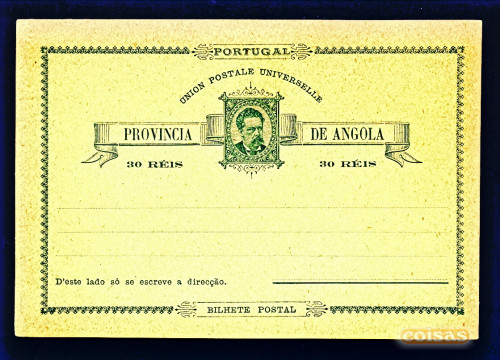 PORTUGAL
UNION POSTALE UNIVERSELLE
PROVINCIA DE ANGOLA
30 RÉIS 30 RÉIS
D'este lado só se escreve a direcção.
BILHETE POSTAL
coisas